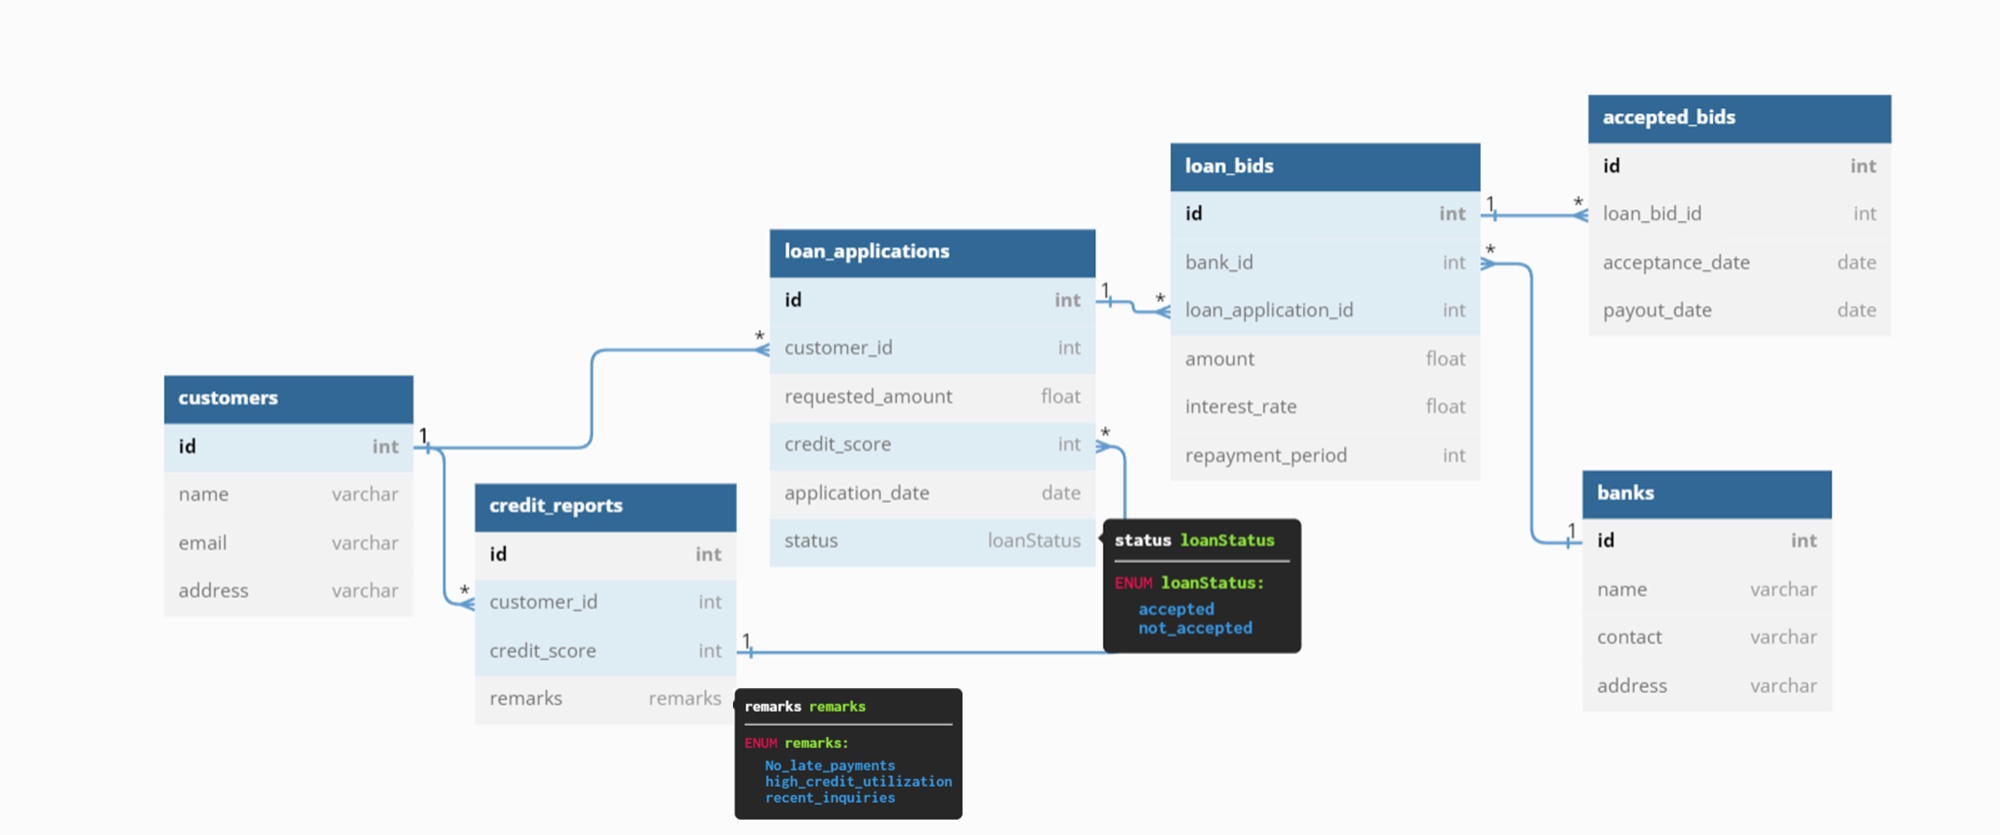 customers
id int
name varchar
email varchar
address varchar
1
*
*
credit_reports
id int
customer_id int
credit_score int
remarks remarks
1
remarks remarks
ENUM remarks:
No_late_payments
high_credit_utilization
recent_inquiries
loan_applications
id int
customer_id int
requested_amount float
credit_score int
application_date date
status loanStatus
1
*
*
status loanStatus
ENUM loanStatus:
accepted
not_accepted
loan_bids
id int
bank_id int
loan_application_id int
amount float
interest_rate float
repayment_period int
1
*
*
1
accepted_bids
id int
loan_bid_id int
acceptance_date date
payout_date date
banks
id int
name varchar
contact varchar
address varchar